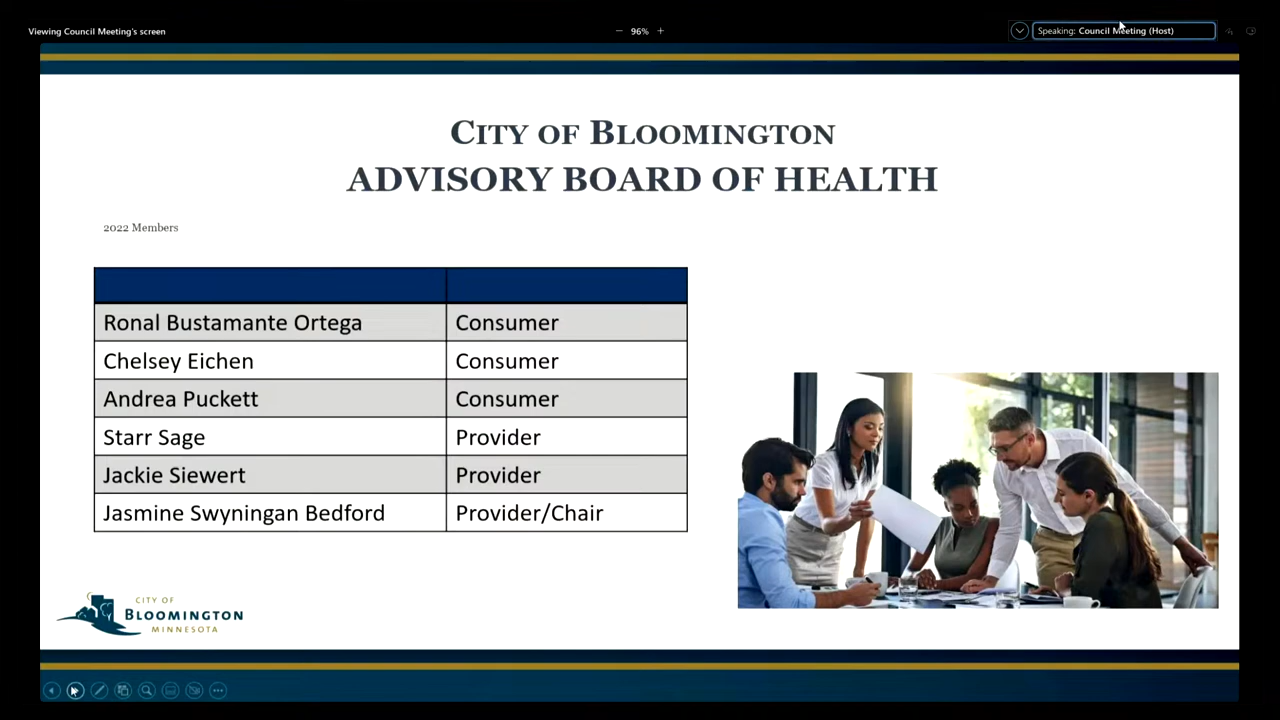 Viewing Council Meeting's screen
96%
Speaking: Council Meeting (Host)
CITY OF BLOOMINGTON
ADVISORY BOARD OF HEALTH
2022 Members
Ronal Bustamante Ortega Consumer
Chelsey Eichen Consumer
Andrea Puckett Consumer
Starr Sage Provider
Jackie Siewert Provider
Jasmine Swyningan Bedford Provider/Chair
CITY OF
BLOOMINGTON
MINNESOTA